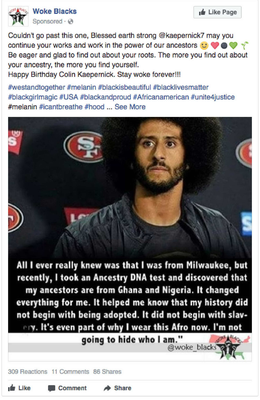 Woke Blacks
Sponsored ·
Like Page
Couldn't go past this one, Blessed earth strong @kaepernick7 may you
continue your works and work in the power of our ancestors
Be eager and glad to find out about your roots. The more you find out about
your ancestry, the more you find yourself.
Happy Birthday Colin Kaepernick. Stay woke forever!!!
#westandtogether #melanin #blackisbeautiful #blacklivesmatter
#blackgirlmagic #USA #blackandproud #Africanamerican #unite4justice
#melanin #icantbreathe #hood ... See More
SF
All I ever really knew was that I was from Milwaukee, but
recently, I took an Ancestry DNA test and discovered that
my ancestors are from Ghana and Nigeria. It changed
everything for me. It helped me know that my history did
not begin with being adopted. It did not begin with slav-
ery. It's even part of why I wear this Afro now. I'm not
going to hide who I am."
@woke_blacks
309 Reactions 11 Comments 88 Shares
Like Comment Share